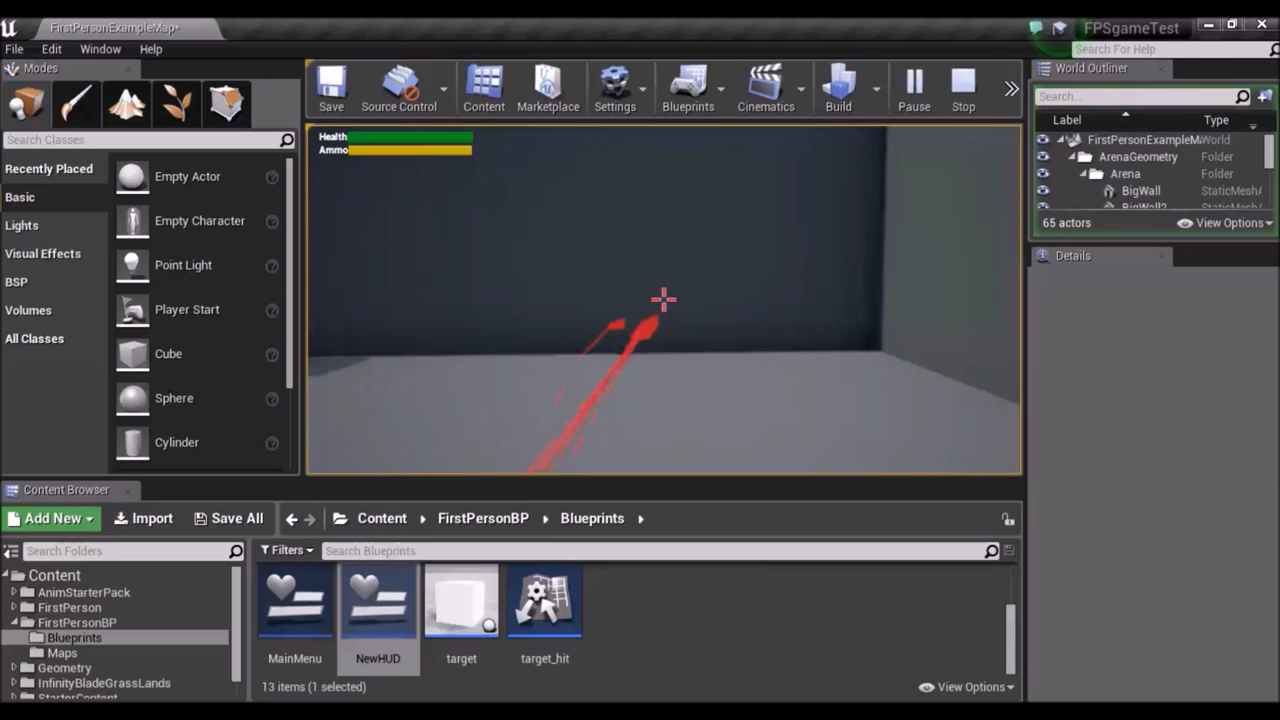 FirstPersonExampleMap*
FPSgameTest
File Edit Window Help
Search For Help
Modes
Save
Source Control
Content
Marketplace
Settings
Blueprints
Cinematics
Build
Pause
Stop
World Outliner
Search Classes
Search...
Label Type
Recently Placed
Basic
Lights
Visual Effects
BSP
Volumes
All Classes
Empty Actor
Empty Character
Point Light
Player Start
Cube
Sphere
Cylinder
Health
Ammo
FirstPersonExampleM World
ArenaGeometry Folder
Arena Folder
BigWall StaticMesh
BigWall2 StaticMesh
65 actors View Options
Details
Content Browser
Add New Import Save All Content FirstPersonBP Blueprints
Search Folders
Filters Search Blueprints
Content
AnimStarterPack
FirstPerson
FirstPersonBP
Blueprints
Maps
Geometry
InfinityBladeGrassLands
StarterContent
MainMenu
NewHUD
target
target_hit
13 items (1 selected) View Options